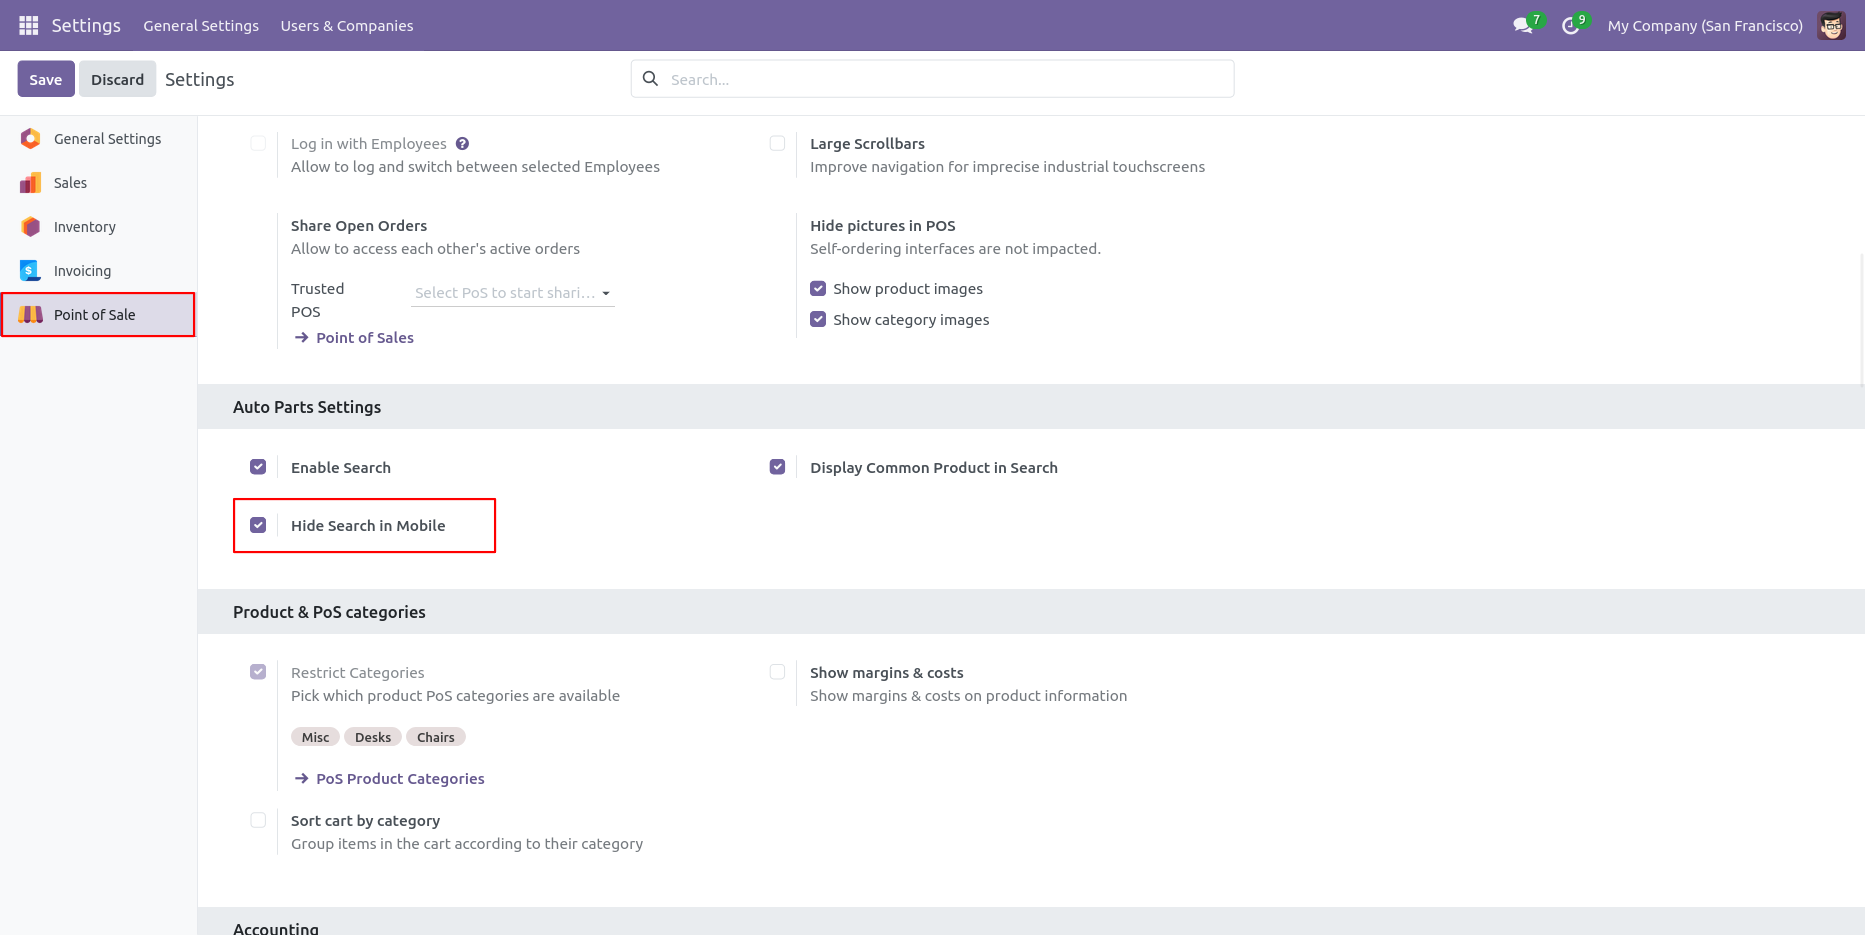 Settings General Settings Users & Companies 7 9 My Company (San Francisco)
Save Discard Settings Search...
General Settings
Sales
Inventory
Invoicing
Point of Sale
Log in with Employees ?
Allow to log and switch between selected Employees
Large Scrollbars
Improve navigation for imprecise industrial touchscreens
Share Open Orders
Allow to access each other's active orders
Trusted
POS
Select PoS to start shari...
Point of Sales
Hide pictures in POS
Self-ordering interfaces are not impacted.
Show product images
Show category images
Auto Parts Settings
Enable Search
Display Common Product in Search
Hide Search in Mobile
Product & PoS categories
Restrict Categories
Pick which product PoS categories are available
Misc Desks Chairs
PoS Product Categories
Show margins & costs
Show margins & costs on product information
Sort cart by category
Group items in the cart according to their category
Accounting